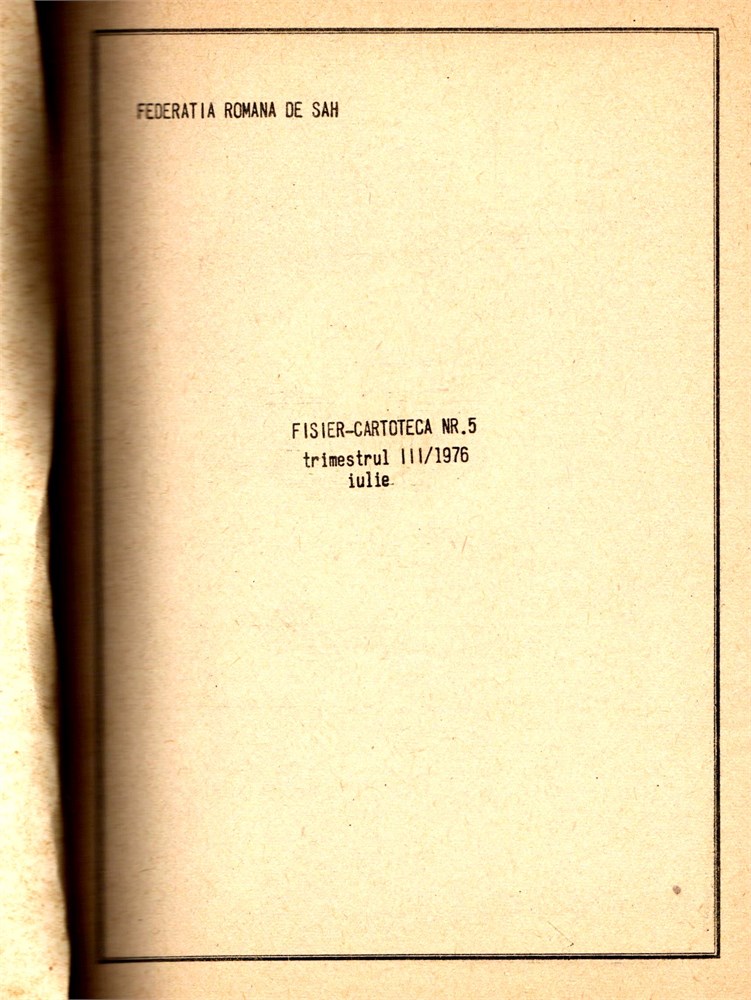 FEDERATIA ROMANA DE SAH
FISIER-CARTOTECA NR.5
trimestrul III/1976
iulie